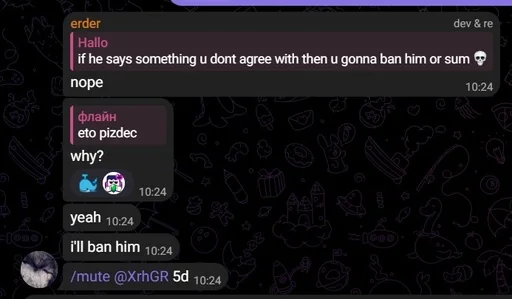 erder dev & re
Hallo
if he says something u dont agree with then u gonna ban him or sum 💀
nope 10:24
флайн
eto pizdec
why?
10:24
yeah 10:24
i'll ban him 10:24
/mute @XrhGR 5d 10:24